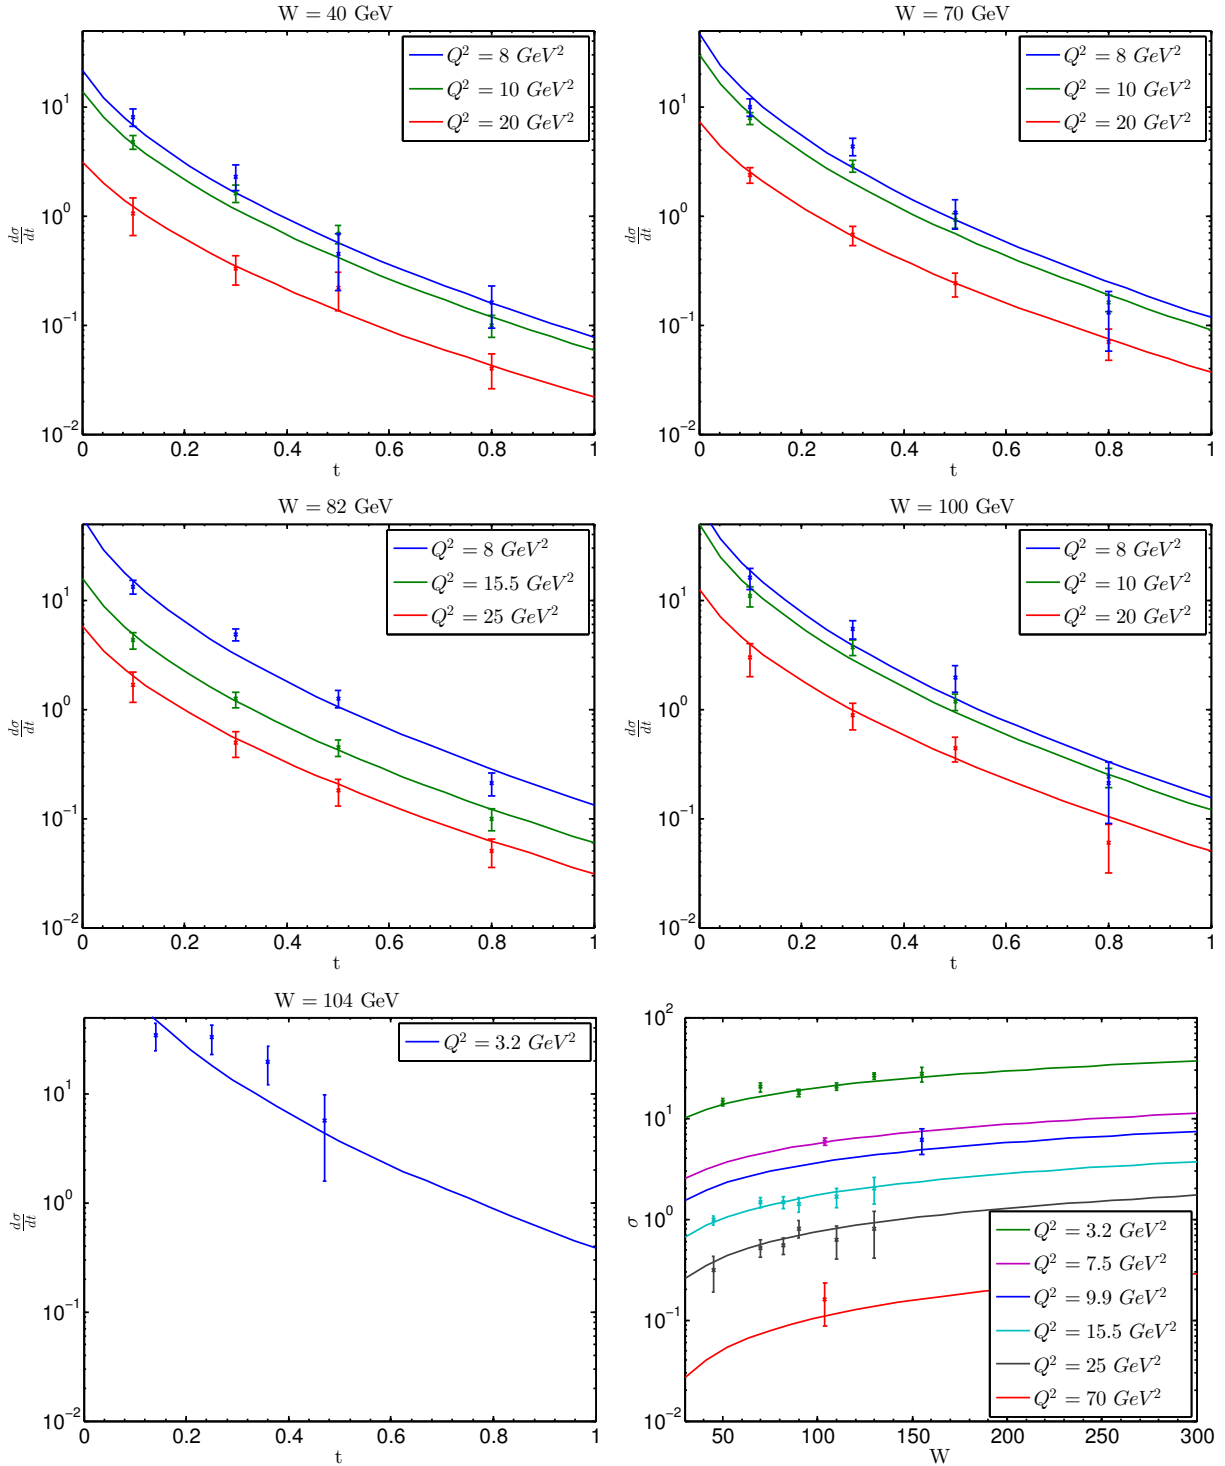 W = 40 GeV
Q² = 8 GeV²
Q² = 10 GeV²
Q² = 20 GeV²
10¹
10⁰
10⁻¹
10⁻²
dσ/dt
0 0.2 0.4 0.6 0.8 1
t
W = 70 GeV
Q² = 8 GeV²
Q² = 10 GeV²
Q² = 20 GeV²
10¹
10⁰
10⁻¹
10⁻²
dσ/dt
0 0.2 0.4 0.6 0.8 1
t
W = 82 GeV
Q² = 8 GeV²
Q² = 15.5 GeV²
Q² = 25 GeV²
10¹
10⁰
10⁻¹
10⁻²
dσ/dt
0 0.2 0.4 0.6 0.8 1
t
W = 100 GeV
Q² = 8 GeV²
Q² = 10 GeV²
Q² = 20 GeV²
10¹
10⁰
10⁻¹
10⁻²
dσ/dt
0 0.2 0.4 0.6 0.8 1
t
W = 104 GeV
Q² = 3.2 GeV²
10¹
10⁰
10⁻¹
10⁻²
dσ/dt
0 0.2 0.4 0.6 0.8 1
t
10²
10¹
10⁰
10⁻¹
10⁻²
σ
Q² = 3.2 GeV²
Q² = 7.5 GeV²
Q² = 9.9 GeV²
Q² = 15.5 GeV²
Q² = 25 GeV²
Q² = 70 GeV²
50 100 150 200 250 300
W